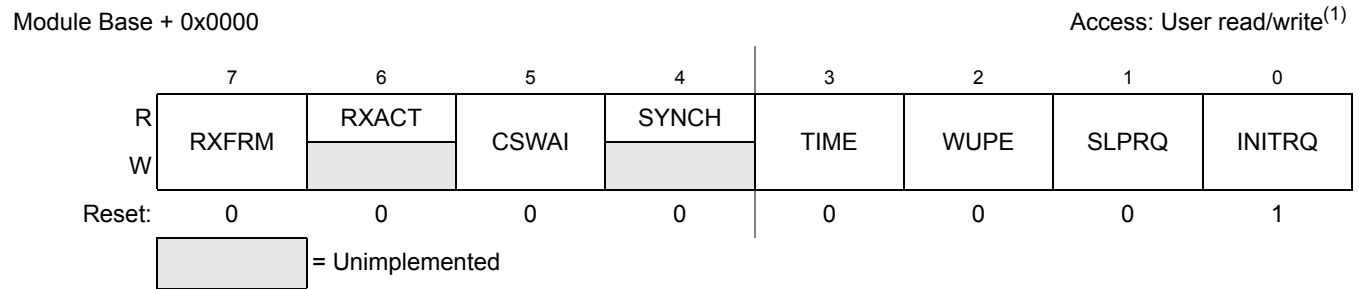 Module Base + 0x0000 Access: User read/write(1)
7 6 5 4 3 2 1 0
R RXFRM RXACT CSWAI SYNCH TIME WUPE SLPRQ INITRQ
W
Reset: 0 0 0 0 0 0 0 1
= Unimplemented